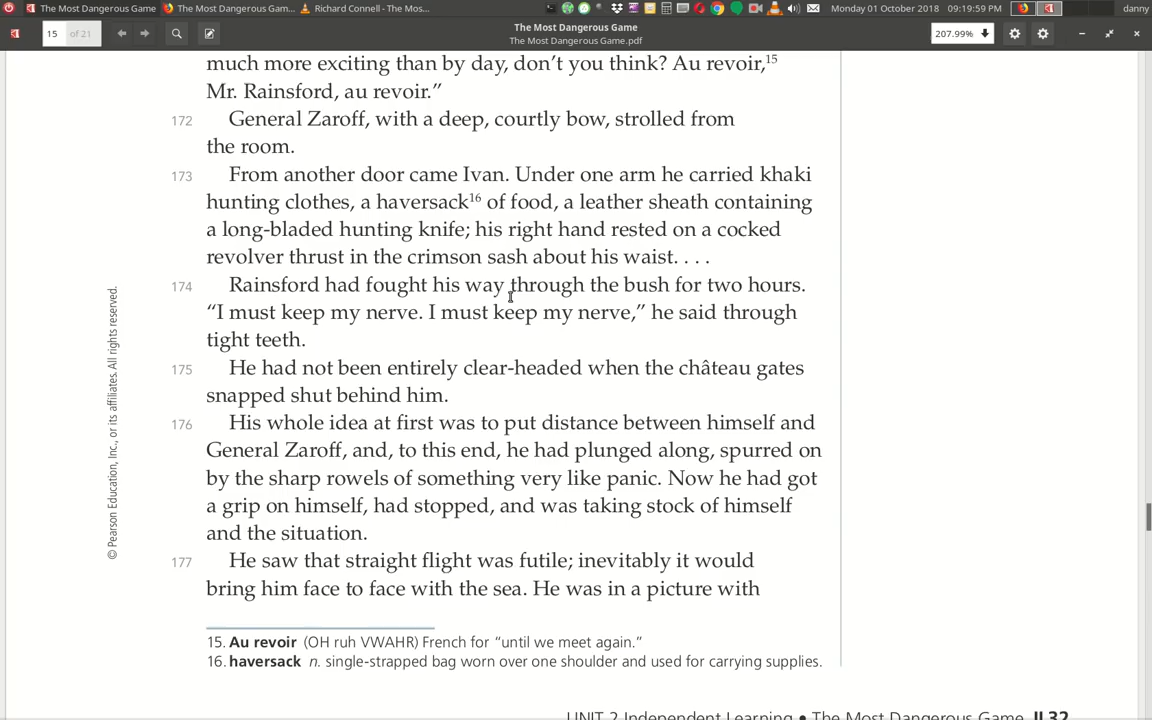 The Most Dangerous Game
The Most Dangerous Gam...
Richard Connell - The Mos...
Monday 01 October 2018 | 09:19:59 PM
danny
15 of 21
The Most Dangerous Game
The Most Dangerous Game.pdf
207.99%
much more exciting than by day, don’t you think? Au revoir,15
Mr. Rainsford, au revoir.”
172 General Zaroff, with a deep, courtly bow, strolled from
the room.
173 From another door came Ivan. Under one arm he carried khaki
hunting clothes, a haversack16 of food, a leather sheath containing
a long-bladed hunting knife; his right hand rested on a cocked
revolver thrust in the crimson sash about his waist. . . .
174 Rainsford had fought his way through the bush for two hours.
“I must keep my nerve. I must keep my nerve,” he said through
tight teeth.
175 He had not been entirely clear-headed when the château gates
snapped shut behind him.
176 His whole idea at first was to put distance between himself and
General Zaroff, and, to this end, he had plunged along, spurred on
by the sharp rowels of something very like panic. Now he had got
a grip on himself, had stopped, and was taking stock of himself
and the situation.
177 He saw that straight flight was futile; inevitably it would
bring him face to face with the sea. He was in a picture with
© Pearson Education, Inc., or its affiliates. All rights reserved.
15. Au revoir (OH ruh VWAHR) French for “until we meet again.”
16. haversack n. single-strapped bag worn over one shoulder and used for carrying supplies.
UNIT 2 Independent Learning • The Most Dangerous Game IL32